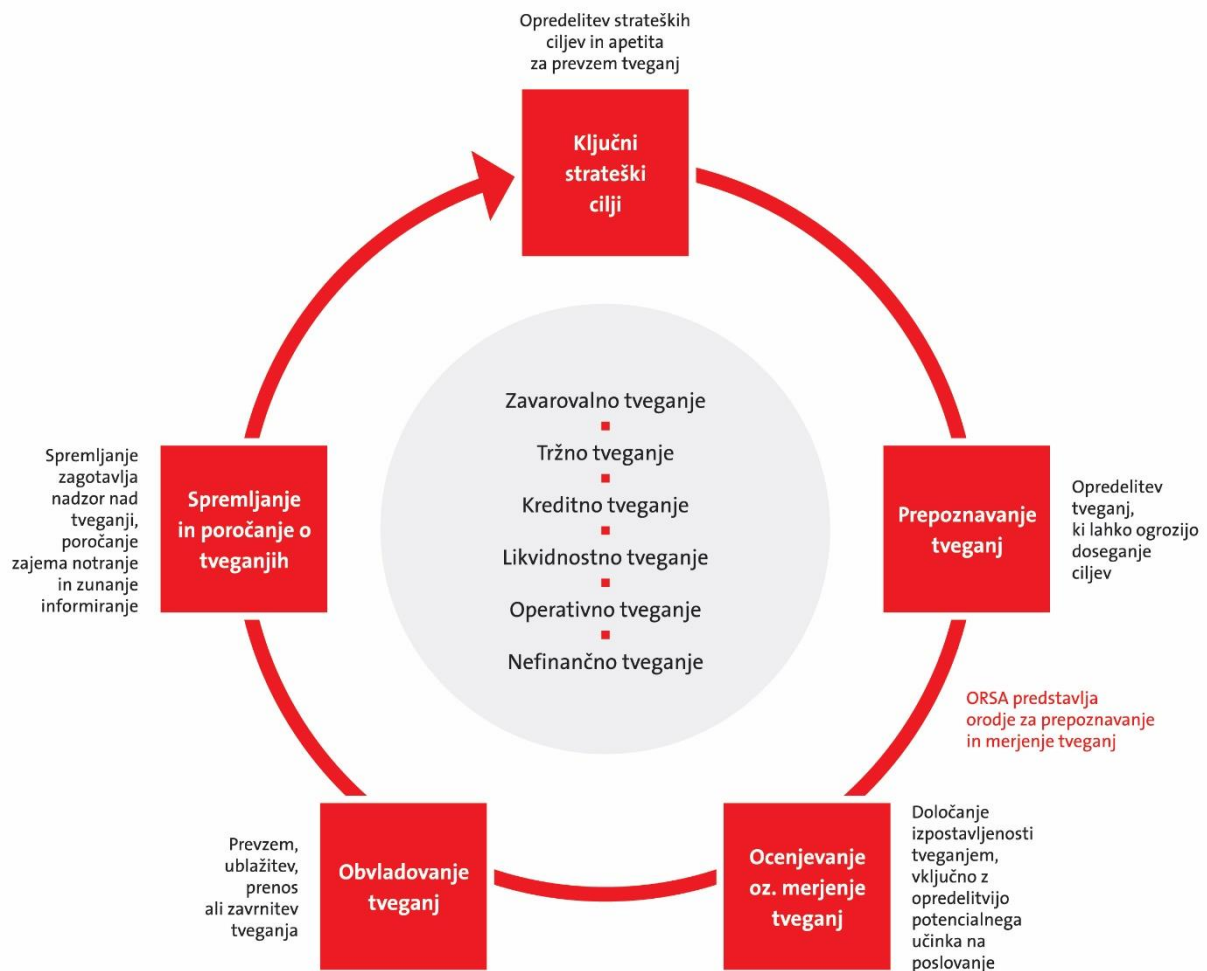 Opredelitev strateških
ciljev in apetita
za prevzem tveganj
Ključni
strateški
cilji
Prepoznavanje
tveganj
Opredelitev
tveganj,
ki lahko ogrozijo
doseganje
ciljev
ORSA predstavlja
orodje za prepoznavanje
in merjenje tveganj
Ocenjevanje
oz. merjenje
tveganj
Določanje
izpostavljenosti
tveganjem,
vključno z
opredelitvijo
potencialnega
učinka na
poslovanje
Obvladovanje
tveganj
Prevzem,
ublažitev,
prenos
ali zavrnitev
tveganja
Spremljanje
in poročanje o
tveganjih
Spremljanje
zagotavlja
nadzor nad
tveganji,
poročanje
zajema notranje
in zunanje
informiranje
Zavarovalno tveganje
Tržno tveganje
Kreditno tveganje
Likvidnostno tveganje
Operativno tveganje
Nefinančno tveganje